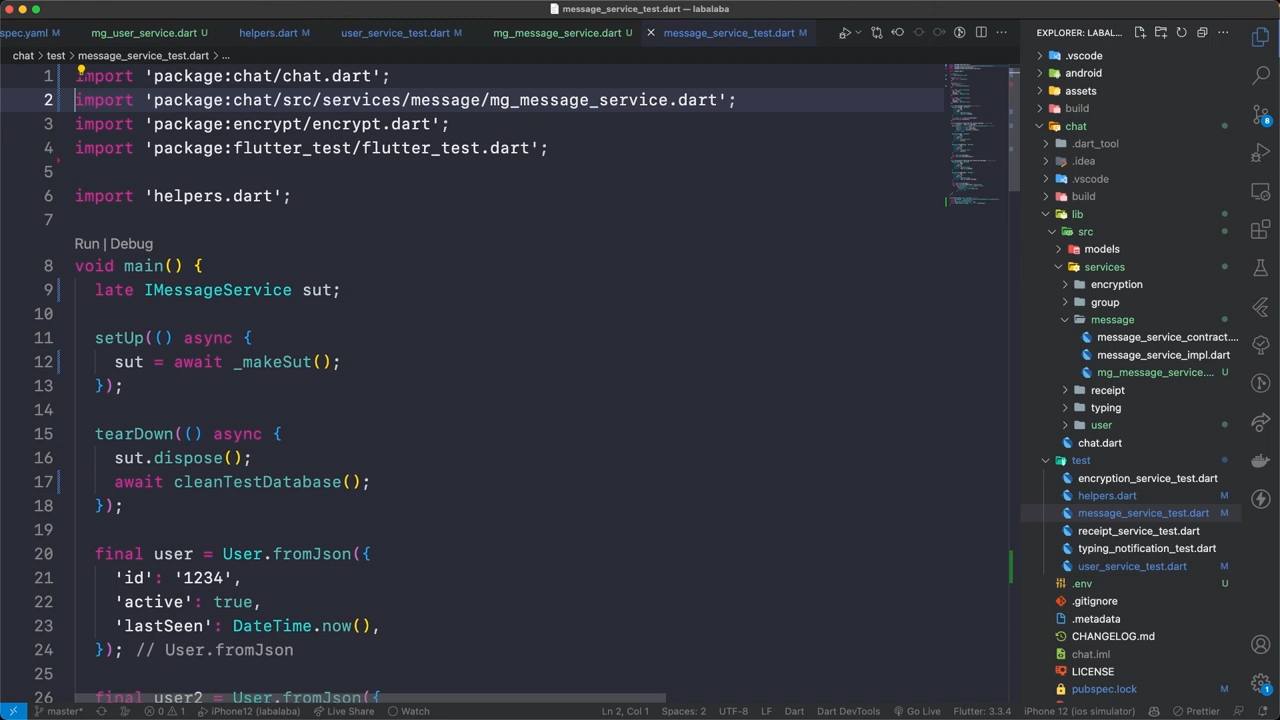 message_service_test.dart — labalaba
spec.yaml M
mg_user_service.dart U
helpers.dart M
user_service_test.dart M
mg_message_service.dart U
message_service_test.dart M
EXPLORER: LABAL...
chat > test > message_service_test.dart > ...
1 import 'package:chat/chat.dart';
2 import 'package:chat/src/services/message/mg_message_service.dart';
3 import 'package:encrypt/encrypt.dart';
4 import 'package:flutter_test/flutter_test.dart';
5
6 import 'helpers.dart';
7
Run | Debug
8 void main() {
9 late IMessageService sut;
10
11 setUp(() async {
12 sut = await _makeSut();
13 });
14
15 tearDown(() async {
16 sut.dispose();
17 await cleanTestDatabase();
18 });
19
20 final user = User.fromJson({
21 'id': '1234',
22 'active': true,
23 'lastSeen': DateTime.now(),
24 }); // User.fromJson
25
26 final user2 = User.fromJson({
.vscode
android
assets
build
chat
.dart_tool
.idea
.vscode
build
lib
src
models
services
encryption
group
message
message_service_contract....
message_service_impl.dart
mg_message_service.... U
receipt
typing
user
chat.dart
test
encryption_service_test.dart
helpers.dart M
message_service_test.dart M
receipt_service_test.dart
typing_notification_test.dart
user_service_test.dart M
.env U
.gitignore
.metadata
CHANGELOG.md
chat.iml
LICENSE
pubspec.lock M
8
1
master* 0 1 iPhone12 (labalaba) Live Share Watch Ln 2, Col 1 Spaces: 2 UTF-8 LF Dart Dart DevTools Go Live Flutter: 3.3.4 iPhone 12 (ios simulator) Prettier